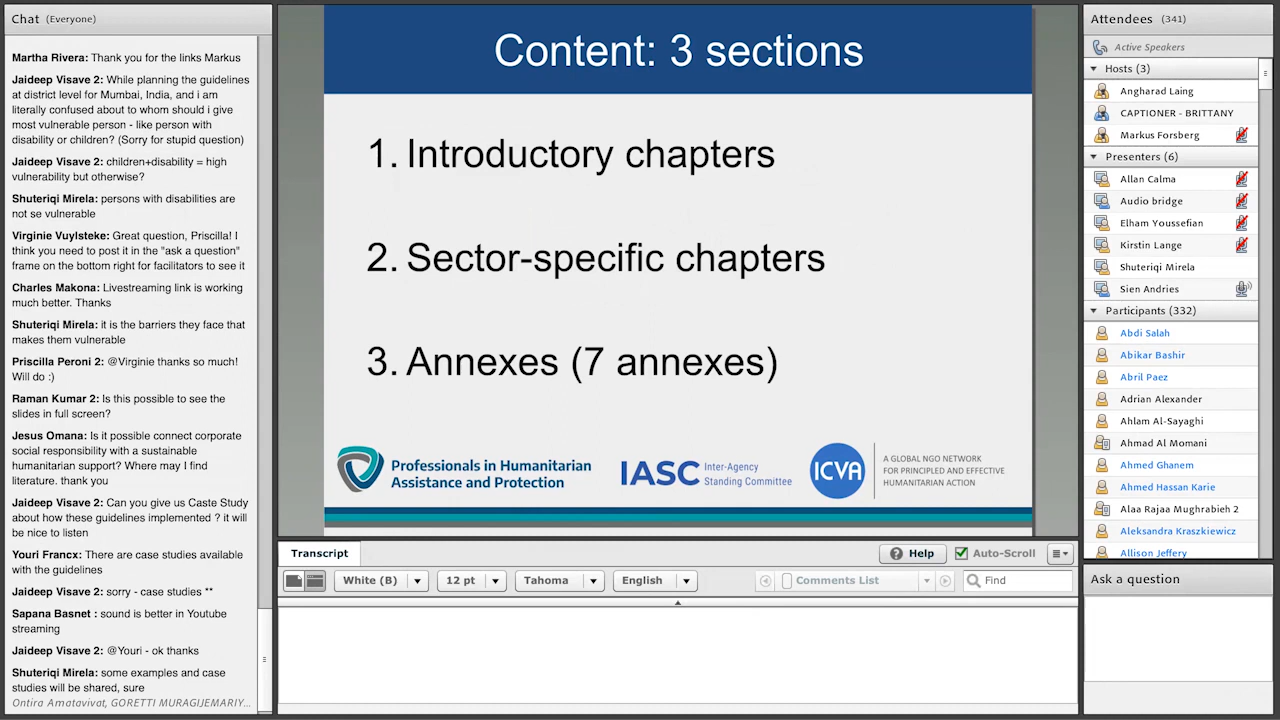 Chat (Everyone)
Martha Rivera: Thank you for the links Markus
Jaideep Visave 2: While planning the guidelines
at district level for Mumbai, India, and i am
literally confused about to whom should i give
most vulnerable person - like person with
disability or children? (Sorry for stupid question)
Jaideep Visave 2: children+disability = high
vulnerability but otherwise?
Shuteriqi Mirela: persons with disabilities are
not se vulnerable
Virginie Vuylsteke: Great question, Priscilla! I
think you need to post it in the "ask a question"
frame on the bottom right for facilitators to see it
Charles Makona: Livestreaming link is working
much better. Thanks
Shuteriqi Mirela: it is the barriers they face that
makes them vulnerable
Priscilla Peroni 2: @Virginie thanks so much!
Will do :)
Raman Kumar 2: Is this possible to see the
slides in full screen?
Jesus Omana: Is it possible connect corporate
social responsibility with a sustainable
humanitarian support? Where may I find
literature. thank you
Jaideep Visave 2: Can you give us Caste Study
about how these guidelines implemented ? it will
be nice to listen
Youri Francx: There are case studies available
with the guidelines
Jaideep Visave 2: sorry - case studies **
Sapana Basnet : sound is better in Youtube
streaming
Jaideep Visave 2: @Youri - ok thanks
Shuteriqi Mirela: some examples and case
studies will be shared, sure
Ontira Amatavivat, GORETTI MURAGIJEMARIY...
Content: 3 sections
1. Introductory chapters
2. Sector-specific chapters
3. Annexes (7 annexes)
Professionals in Humanitarian
Assistance and Protection
IASC Inter-Agency
Standing Committee
ICVA
A GLOBAL NGO NETWORK
FOR PRINCIPLED AND EFFECTIVE
HUMANITARIAN ACTION
Transcript
Help
Auto-Scroll
White (B)
12 pt
Tahoma
English
Comments List
Find
Attendees (341)
Active Speakers
Hosts (3)
Angharad Laing
CAPTIONER - BRITTANY
Markus Forsberg
Presenters (6)
Allan Calma
Audio bridge
Elham Youssefian
Kirstin Lange
Shuteriqi Mirela
Sien Andries
Participants (332)
Abdi Salah
Abikar Bashir
Abril Paez
Adrian Alexander
Ahlam Al-Sayaghi
Ahmad Al Momani
Ahmed Ghanem
Ahmed Hassan Karie
Alaa Rajaa Mughrabieh 2
Aleksandra Kraszkiewicz
Allison Jeffery
Ask a question